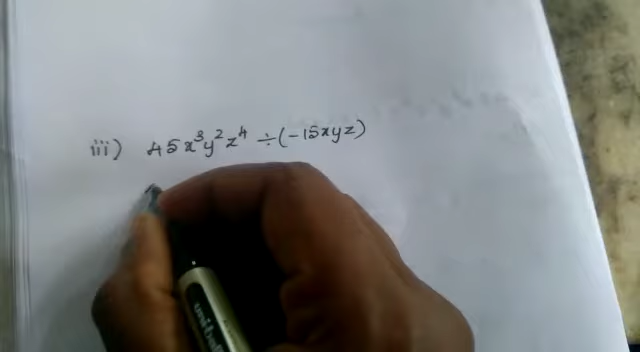 iii) 45x³y²z⁴ ÷ (-15xyz)